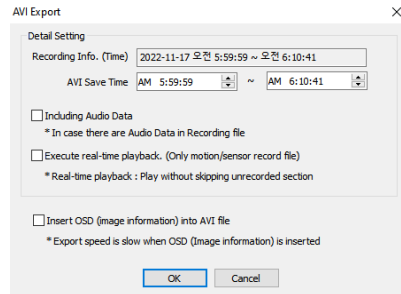 AVI Export
Detail Setting
Recording Info. (Time) 2022-11-17 오전 5:59:59 ~ 오전 6:10:41
AVI Save Time AM 5:59:59 ~ AM 6:10:41
Including Audio Data
* In case there are Audio Data in Recording file
Execute real-time playback. (Only motion/sensor record file)
* Real-time playback : Play without skipping unrecorded section
Insert OSD (image information) into AVI file
* Export speed is slow when OSD (Image information) is inserted
OK Cancel